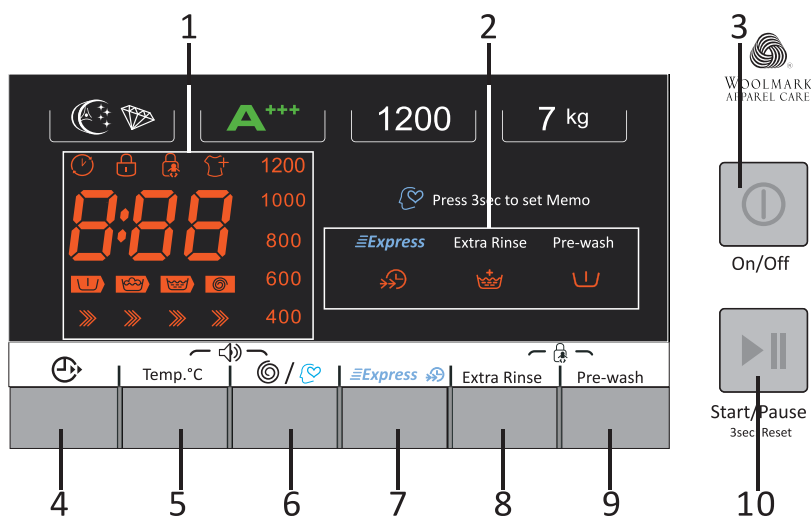 1
2
3
WOOLMARK
APPAREL CARE
A+++
1200
7 kg
1200
1000
800
600
400
8:88
Press 3sec to set Memo
Express
Extra Rinse
Pre-wash
On/Off
Temp.°C
/
Express
Extra Rinse
Pre-wash
Start/Pause
3sec. Reset
4
5
6
7
8
9
10